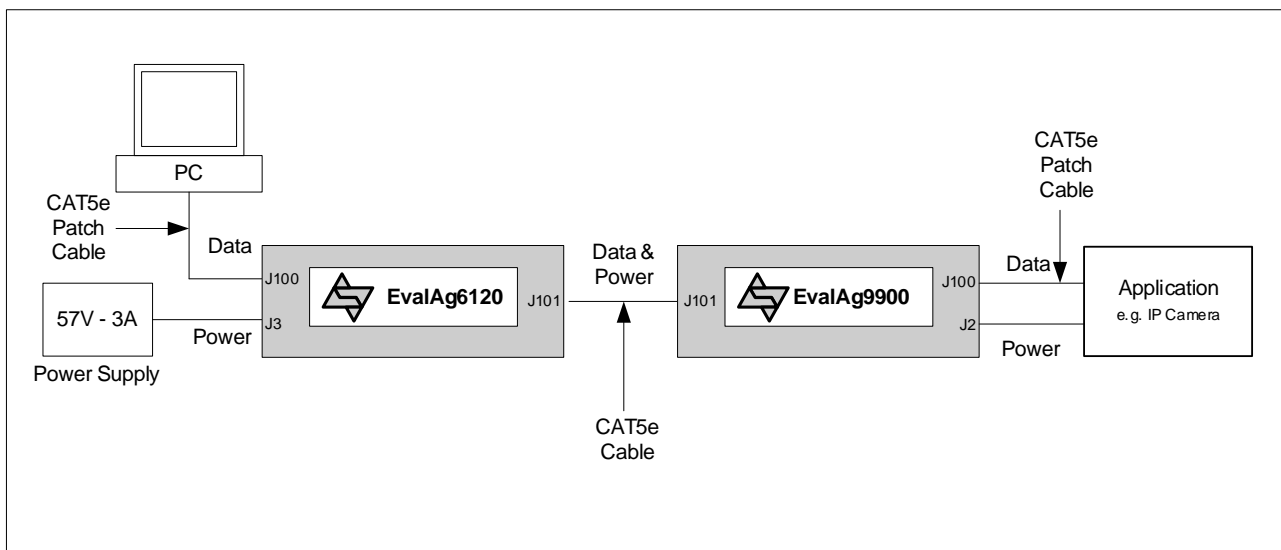 PC
CAT5e
Patch
Cable
Data
57V - 3A
Power Supply
Power
J100
J3
EvalAg6120
J101
Data &
Power
CAT5e
Cable
J101
EvalAg9900
J100
J2
Data
Power
CAT5e
Patch
Cable
Application
e.g. IP Camera